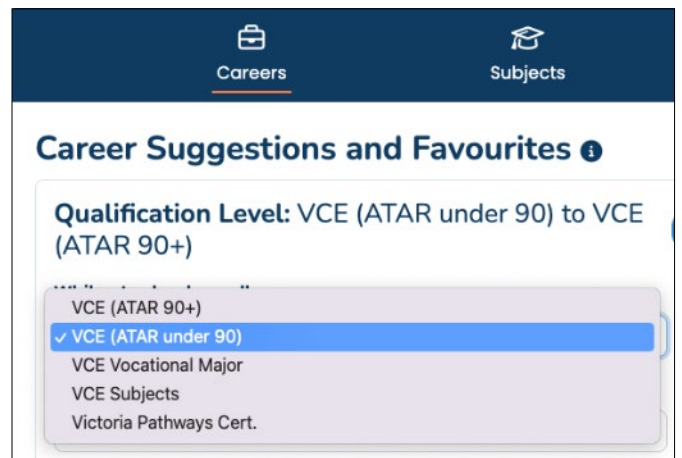 Careers
Subjects
Career Suggestions and Favourites
Qualification Level: VCE (ATAR under 90) to VCE
(ATAR 90+)
VCE (ATAR 90+)
✓ VCE (ATAR under 90)
VCE Vocational Major
VCE Subjects
Victoria Pathways Cert.